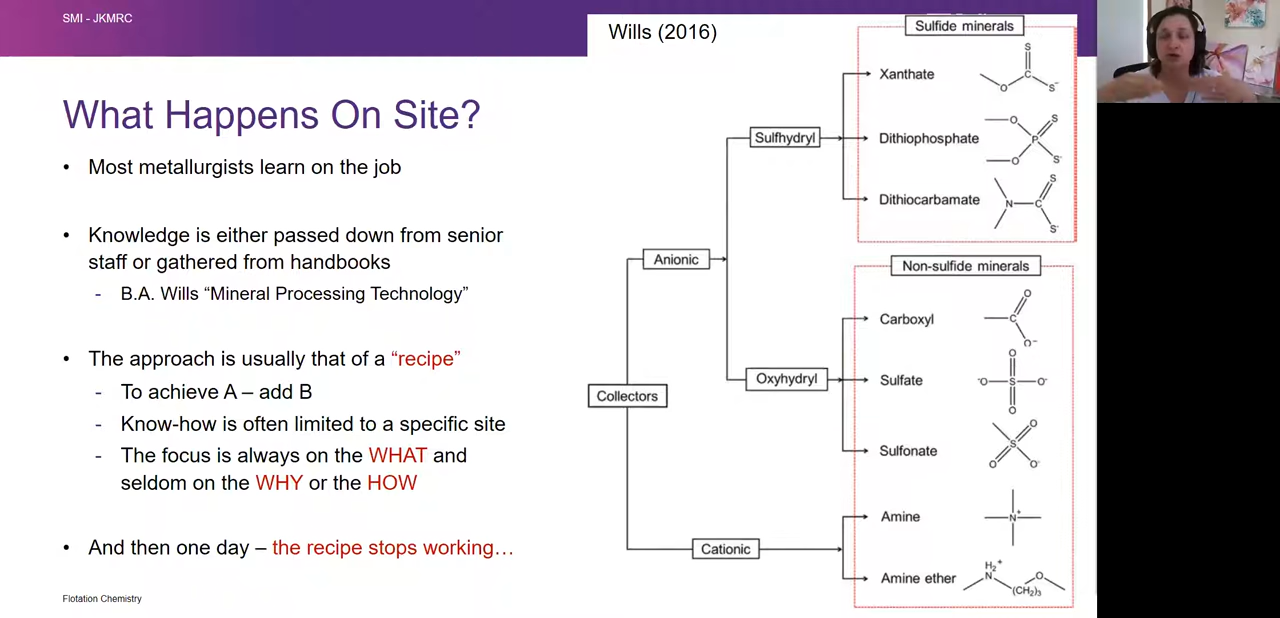 SMI - JKMRC
What Happens On Site?
• Most metallurgists learn on the job
• Knowledge is either passed down from senior
staff or gathered from handbooks
- B.A. Wills “Mineral Processing Technology”
• The approach is usually that of a “recipe”
- To achieve A – add B
- Know-how is often limited to a specific site
- The focus is always on the WHAT and
seldom on the WHY or the HOW
• And then one day – the recipe stops working…
Flotation Chemistry
Wills (2016)
Collectors
Anionic
Cationic
Sulfhydryl
Oxyhydryl
Sulfide minerals
Xanthate
S
C
O
S⁻
Dithiophosphate
O
S
P
O
S⁻
Dithiocarbamate
S
N
C
S⁻
Non-sulfide minerals
Carboxyl
O
C
O⁻
Sulfate
O
⁻O
S
O⁻
O
Sulfonate
O
S
O
O⁻
Amine
N⁺
Amine ether
H₂⁺
N
O
(CH₂)₃